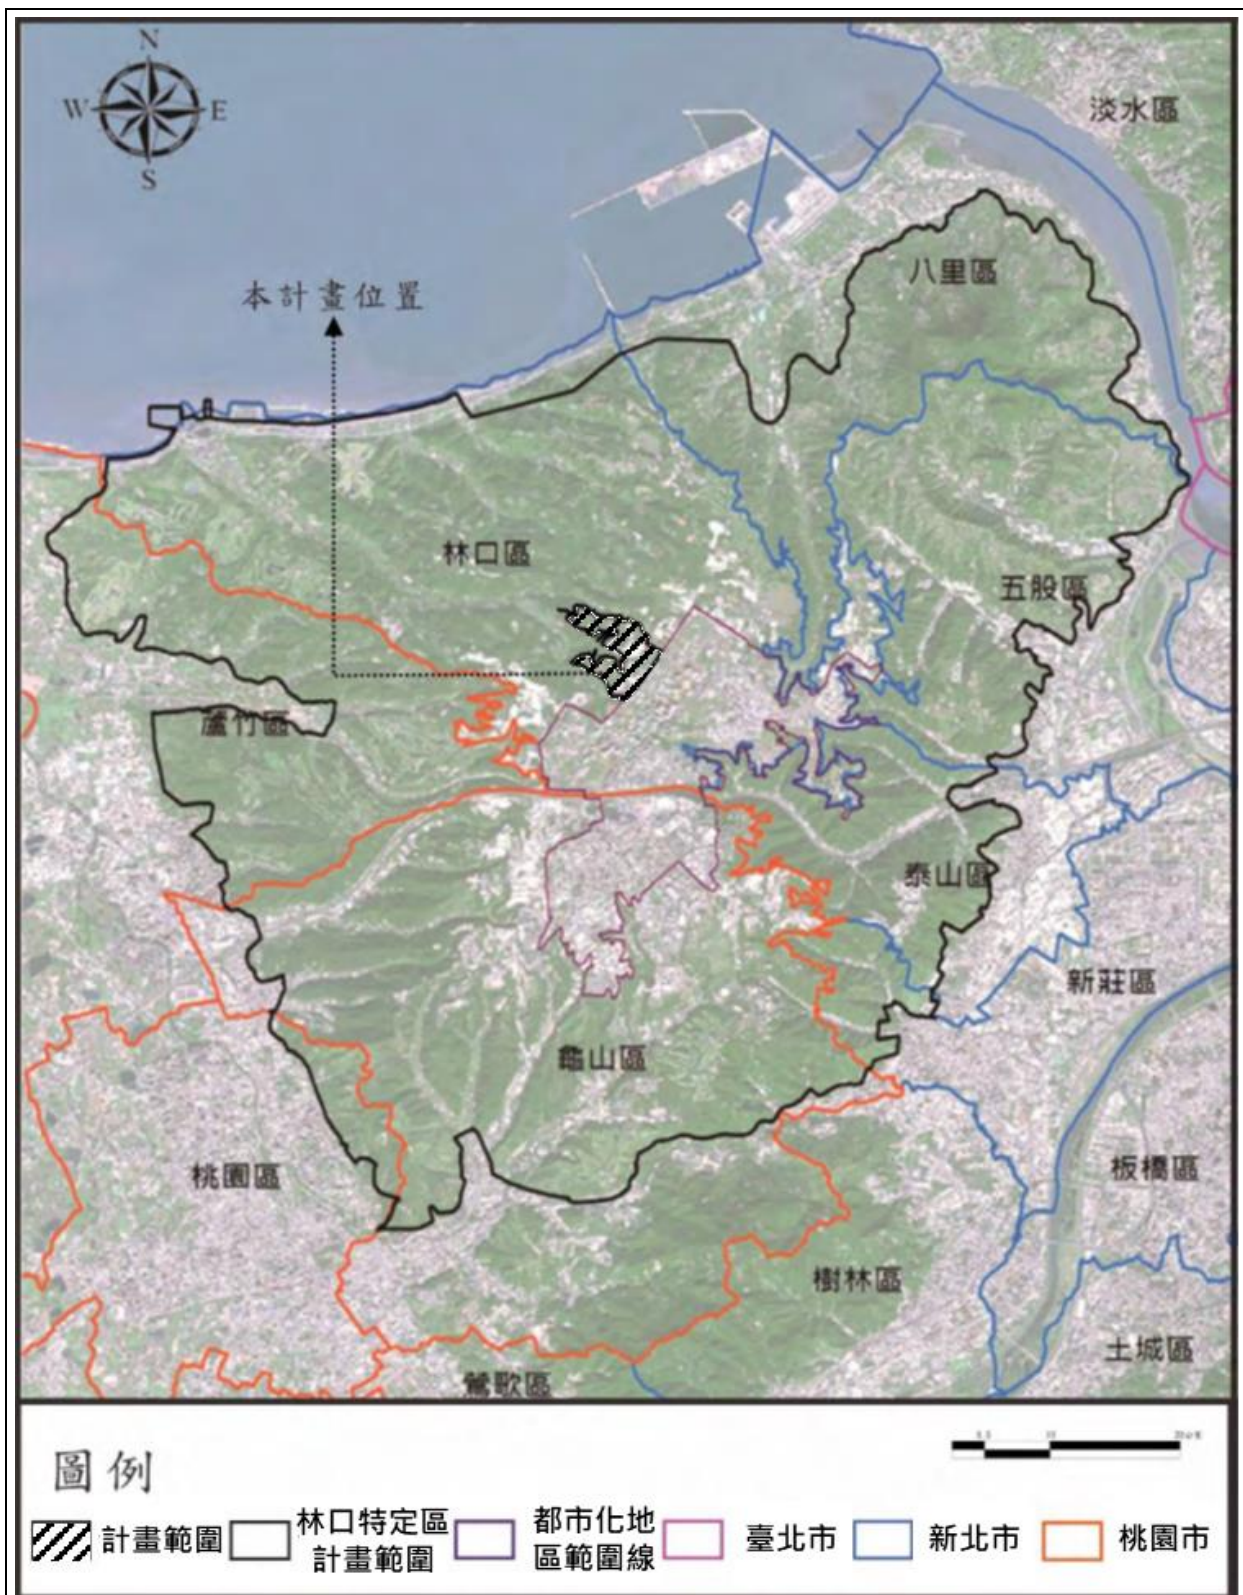 N
W
E
S
淡水區
八里區
本計畫位置
林口區
五股區
蘆竹區
泰山區
新莊區
龜山區
桃園區
板橋區
樹林區
土城區
鶯歌區
圖例
計畫範圍
林口特定區
計畫範圍
都市化地
區範圍線
臺北市
新北市
桃園市